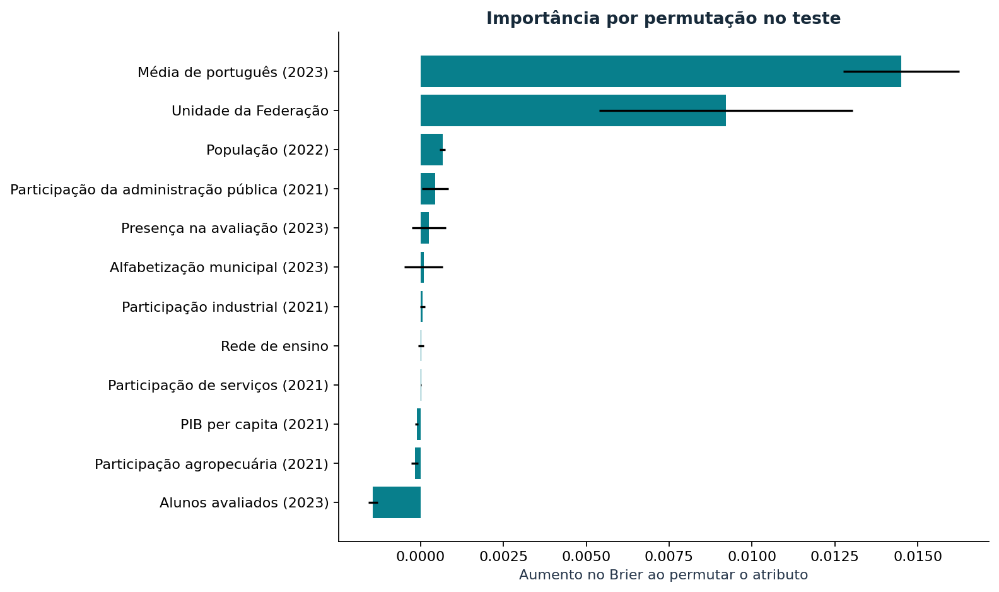 Importância por permutação no teste
Média de português (2023)
Unidade da Federação
População (2022)
Participação da administração pública (2021)
Presença na avaliação (2023)
Alfabetização municipal (2023)
Participação industrial (2021)
Rede de ensino
Participação de serviços (2021)
PIB per capita (2021)
Participação agropecuária (2021)
Alunos avaliados (2023)
0.0000 0.0025 0.0050 0.0075 0.0100 0.0125 0.0150
Aumento no Brier ao permutar o atributo